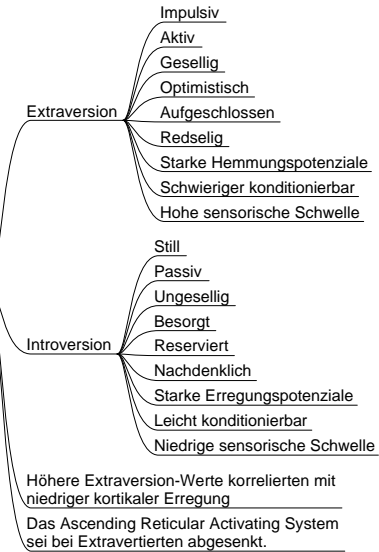 Extraversion
Impulsiv
Aktiv
Gesellig
Optimistisch
Aufgeschlossen
Redselig
Starke Hemmungspotenziale
Schwieriger konditionierbar
Hohe sensorische Schwelle
Introversion
Still
Passiv
Ungesellig
Besorgt
Reserviert
Nachdenklich
Starke Erregungspotenziale
Leicht konditionierbar
Niedrige sensorische Schwelle
Höhere Extraversion-Werte korrelierten mit
niedriger kortikaler Erregung
Das Ascending Reticular Activating System
sei bei Extravertierten abgesenkt.